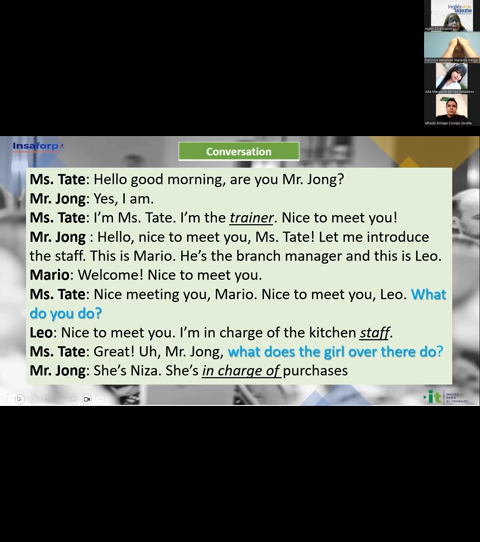 Insaforp
Conversation
Ms. Tate: Hello good morning, are you Mr. Jong?
Mr. Jong: Yes, I am.
Ms. Tate: I'm Ms. Tate. I'm the trainer. Nice to meet you!
Mr. Jong : Hello, nice to meet you, Ms. Tate! Let me introduce
the staff. This is Mario. He's the branch manager and this is Leo.
Mario: Welcome! Nice to meet you.
Ms. Tate: Nice meeting you, Mario. Nice to meet you, Leo. What
do you do?
Leo: Nice to meet you. I'm in charge of the kitchen staff.
Ms. Tate: Great! Uh, Mr. Jong, what does the girl over there do?
Mr. Jong: She's Niza. She's in charge of purchases
it